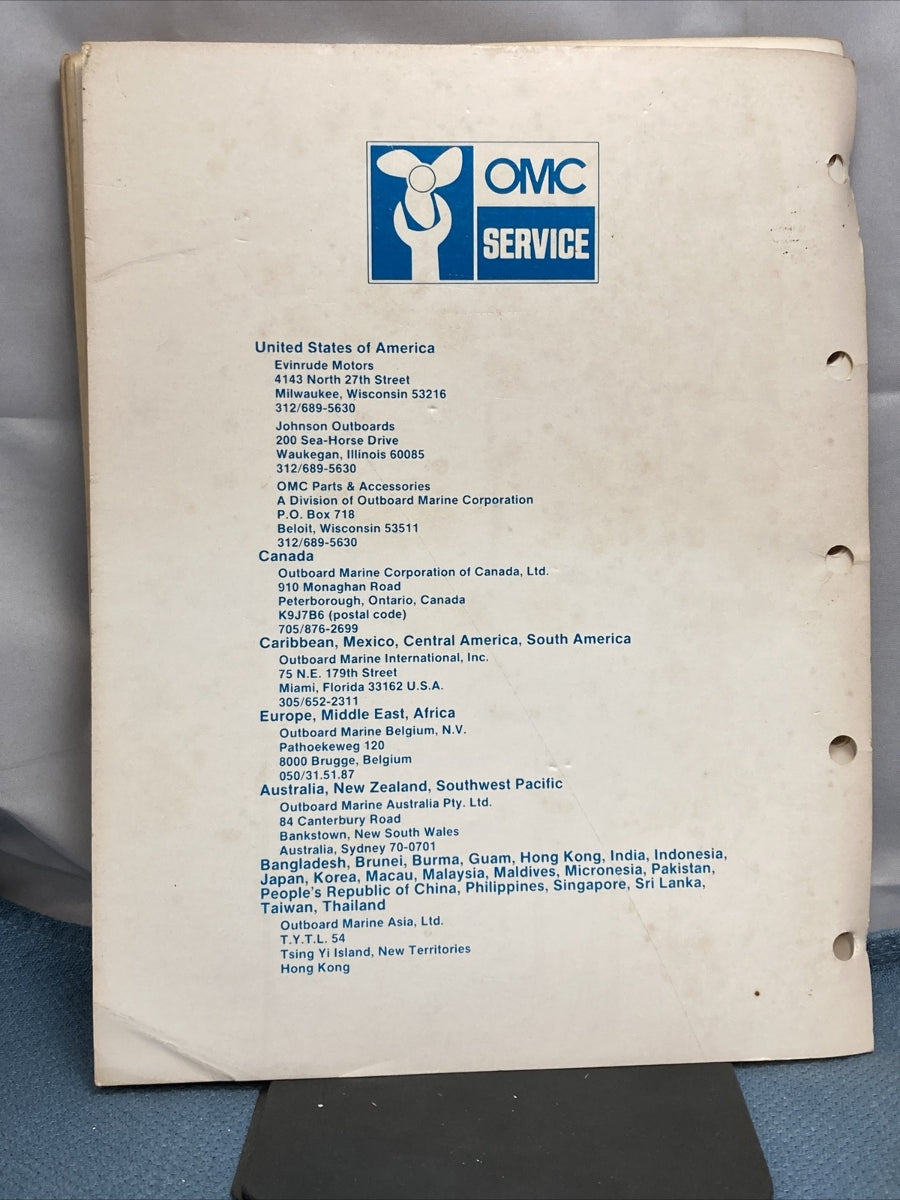 OMC
SERVICE
United States of America
Evinrude Motors
4143 North 27th Street
Milwaukee, Wisconsin 53216
312/689-5630
Johnson Outboards
200 Sea-Horse Drive
Waukegan, Illinois 60085
312/689-5630
OMC Parts & Accessories
A Division of Outboard Marine Corporation
P.O. Box 718
Beloit, Wisconsin 53511
312/689-5630
Canada
Outboard Marine Corporation of Canada, Ltd.
910 Monaghan Road
Peterborough, Ontario, Canada
K9J7B6 (postal code)
705/876-2699
Caribbean, Mexico, Central America, South America
Outboard Marine International, Inc.
75 N.E. 179th Street
Miami, Florida 33162 U.S.A.
305/652-2311
Europe, Middle East, Africa
Outboard Marine Belgium, N.V.
Pathoekeweg 120
8000 Brugge, Belgium
050/31.51.87
Australia, New Zealand, Southwest Pacific
Outboard Marine Australia Pty. Ltd.
84 Canterbury Road
Bankstown, New South Wales
Australia, Sydney 70-0701
Bangladesh, Brunei, Burma, Guam, Hong Kong, India, Indonesia,
Japan, Korea, Macau, Malaysia, Maldives, Micronesia, Pakistan,
People's Republic of China, Philippines, Singapore, Sri Lanka,
Taiwan, Thailand
Outboard Marine Asia, Ltd.
T.Y.T.L. 54
Tsing Yi Island, New Territories
Hong Kong